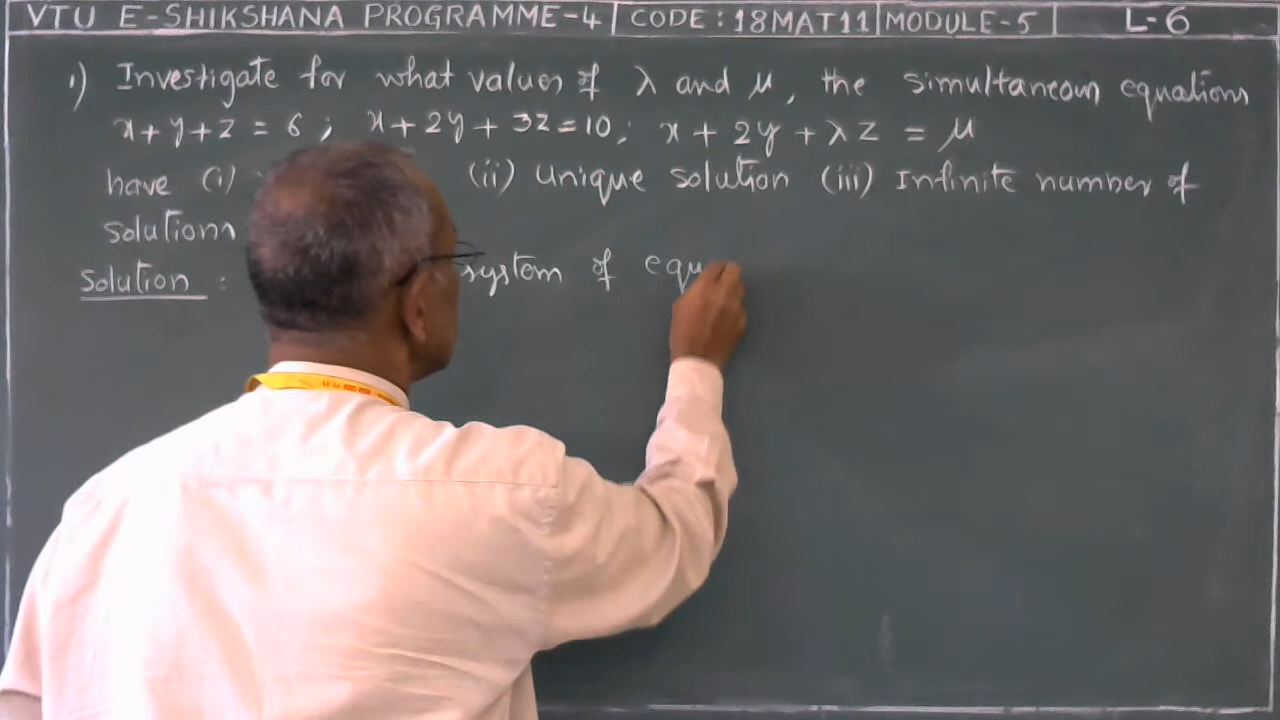 VTU E-SHIKSHANA PROGRAMME-4 CODE: 18MAT11 MODULE-5 L-6
1) Investigate for what values of λ and μ, the simultaneous equations
x+y+z=6; x+2y+3z=10; x+2y+λz=μ
have (i) (ii) Unique solution (iii) Infinite number of
solutions
Solution: system of equ